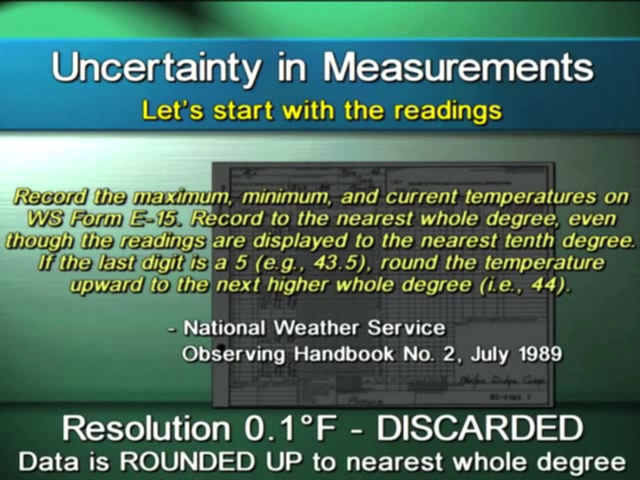 Uncertainty in Measurements
Let's start with the readings
Record the maximum, minimum, and current temperatures on
WS Form E-15. Record to the nearest whole degree, even
though the readings are displayed to the nearest tenth degree.
If the last digit is a 5 (e.g., 43.5), round the temperature
upward to the next higher whole degree (i.e., 44).
- National Weather Service
Observing Handbook No. 2, July 1989
Resolution 0.1°F - DISCARDED
Data is ROUNDED UP to nearest whole degree